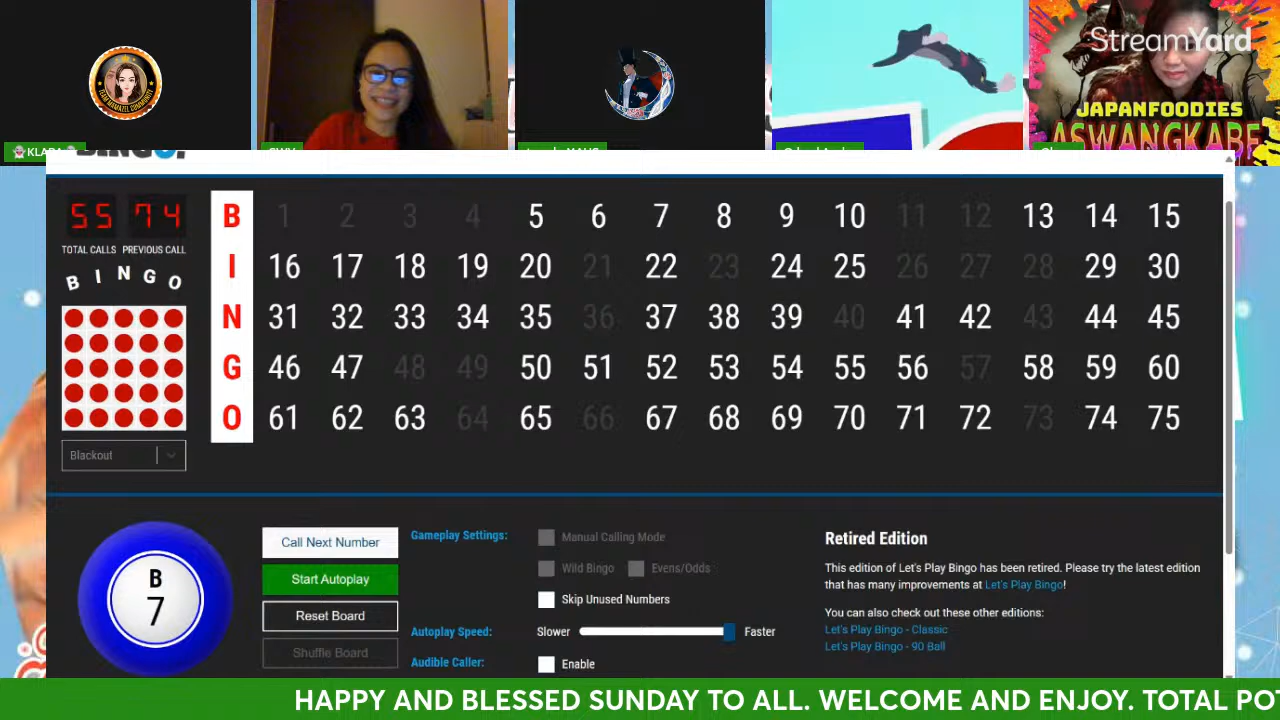 StreamYard
TEAM MAMAZEL COMMUNITY
JAPANFOODIES
ASWANGKABE
KLARA
BINGO!
55 74
TOTAL CALLS PREVIOUS CALL
B I N G O
B 1 2 3 4 5 6 7 8 9 10 11 12 13 14 15
I 16 17 18 19 20 21 22 23 24 25 26 27 28 29 30
N 31 32 33 34 35 36 37 38 39 40 41 42 43 44 45
G 46 47 48 49 50 51 52 53 54 55 56 57 58 59 60
O 61 62 63 64 65 66 67 68 69 70 71 72 73 74 75
Blackout
B
7
Call Next Number
Start Autoplay
Reset Board
Shuffle Board
Gameplay Settings:
Manual Calling Mode
Wild Bingo Evens/Odds
Skip Unused Numbers
Autoplay Speed: Slower Faster
Audible Caller: Enable
Retired Edition
This edition of Let's Play Bingo has been retired. Please try the latest edition
that has many improvements at Let's Play Bingo!
You can also check out these other editions:
Let's Play Bingo - Classic
Let's Play Bingo - 90 Ball
HAPPY AND BLESSED SUNDAY TO ALL. WELCOME AND ENJOY. TOTAL POT